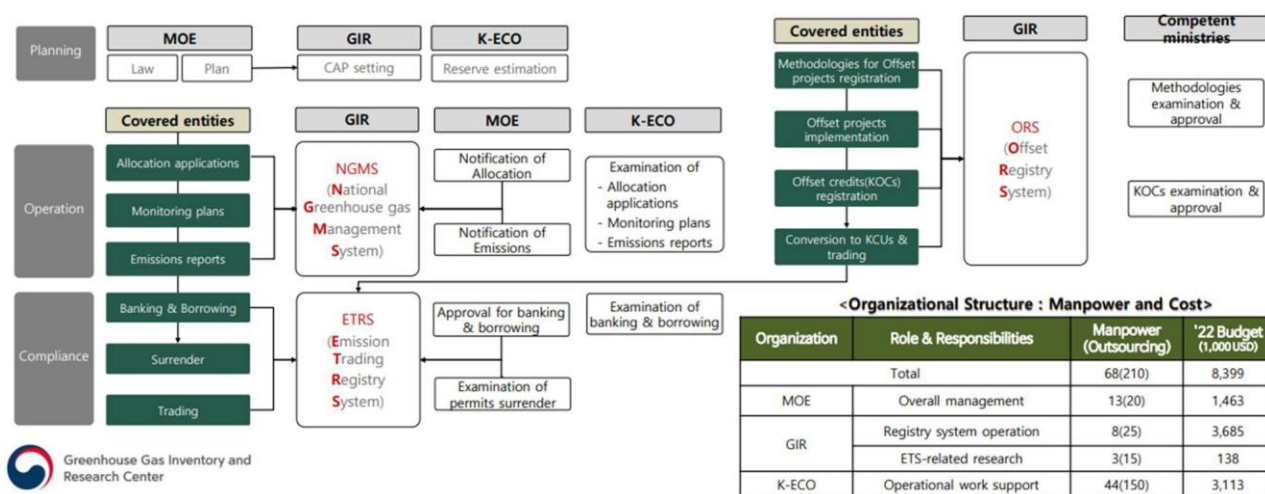 Planning
MOE
GIR
K-ECO
Law
Plan
CAP setting
Reserve estimation
Covered entities
GIR
MOE
K-ECO
Operation
Allocation applications
Monitoring plans
Emissions reports
NGMS
(National
Greenhouse gas
Management
System)
Notification of
Allocation
Notification of
Emissions
Examination of
- Allocation
applications
- Monitoring plans
- Emissions reports
Compliance
Banking & Borrowing
Surrender
Trading
ETRS
(Emission
Trading
Registry
System)
Approval for banking
& borrowing
Examination of
permits surrender
Examination of
banking & borrowing
Covered entities
GIR
Competent
ministries
Methodologies for Offset
projects registration
Offset projects
implementation
Offset credits(KOCs)
registration
Conversion to KCUs &
trading
ORS
(Offset
Registry
System)
Methodologies
examination &
approval
KOCs examination &
approval
<Organizational Structure : Manpower and Cost>
Organization Role & Responsibilities Manpower (Outsourcing) '22 Budget (1,000 USD)
Total 68(210) 8,399
MOE Overall management 13(20) 1,463
GIR Registry system operation 8(25) 3,685
ETS-related research 3(15) 138
K-ECO Operational work support 44(150) 3,113
Greenhouse Gas Inventory and
Research Center